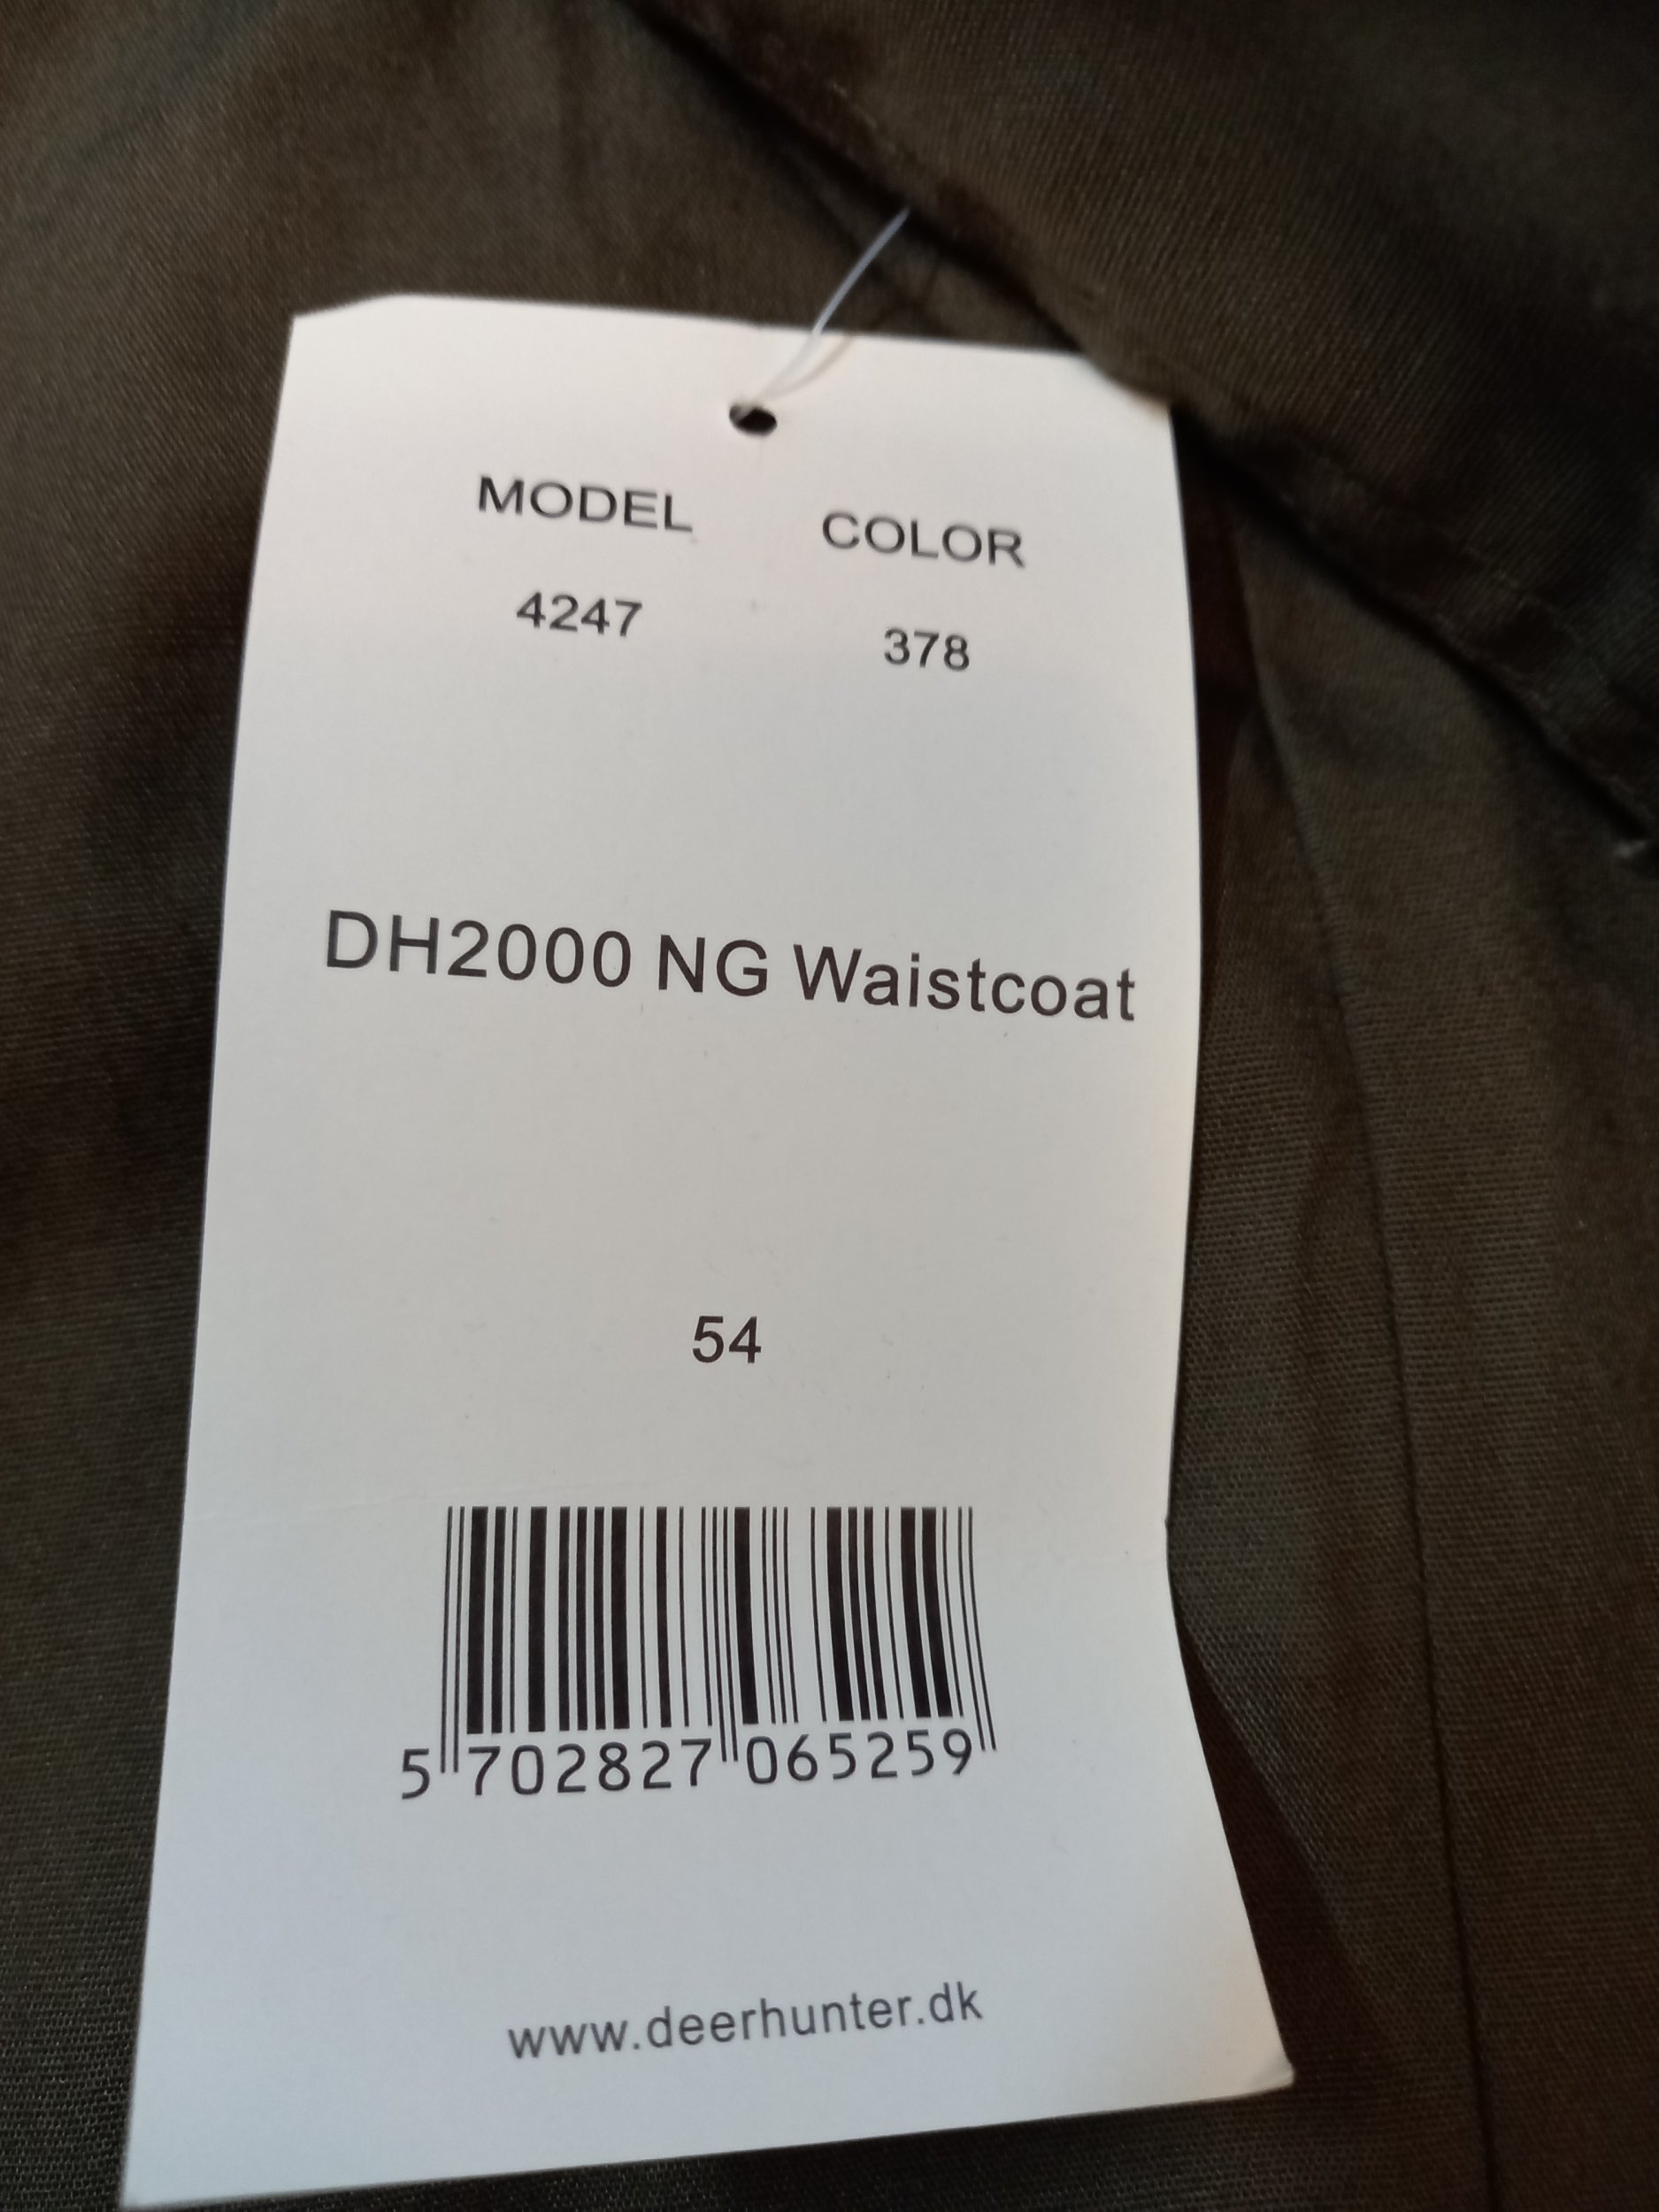 MODEL COLOR
4247 378
DH2000 NG Waistcoat
54
5 702827 065259
www.deerhunter.dk